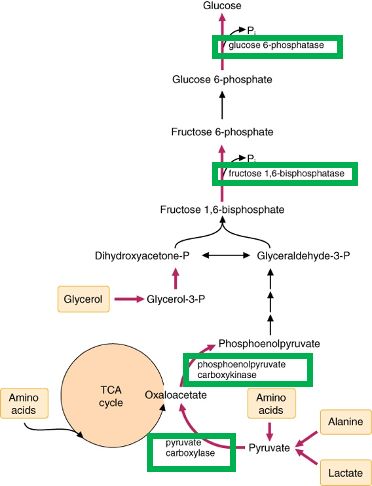 Glucose
Pi
glucose 6-phosphatase
Glucose 6-phosphate
Fructose 6-phosphate
Pi
fructose 1,6-bisphosphatase
Fructose 1,6-bisphosphate
Dihydroxyacetone-P
Glyceraldehyde-3-P
Glycerol
Glycerol-3-P
Phosphoenolpyruvate
phosphoenolpyruvate
carboxykinase
TCA
cycle
Oxaloacetate
Amino
acids
Amino
acids
Alanine
pyruvate
carboxylase
Pyruvate
Lactate